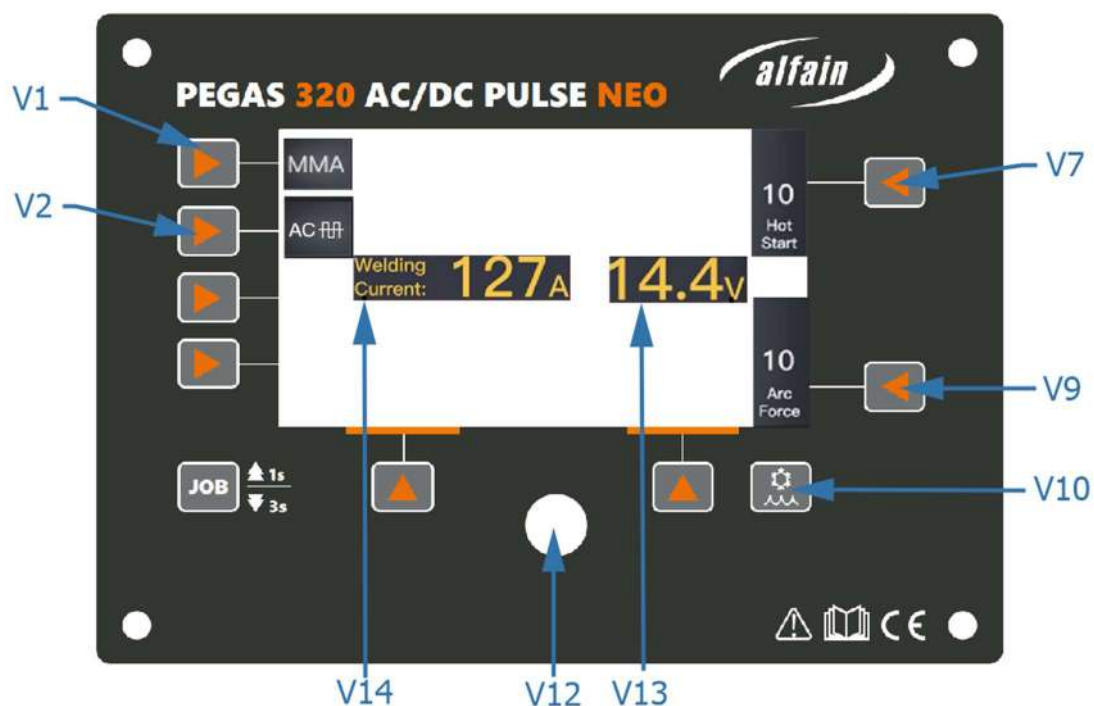 alfain
PEGAS 320 AC/DC PULSE NEO
V1
V2
V7
MMA
AC
10
Hot
Start
Welding
Current:
127A
14.4V
10
Arc
Force
V9
JOB
1s
3s
V10
CE
V14
V12
V13